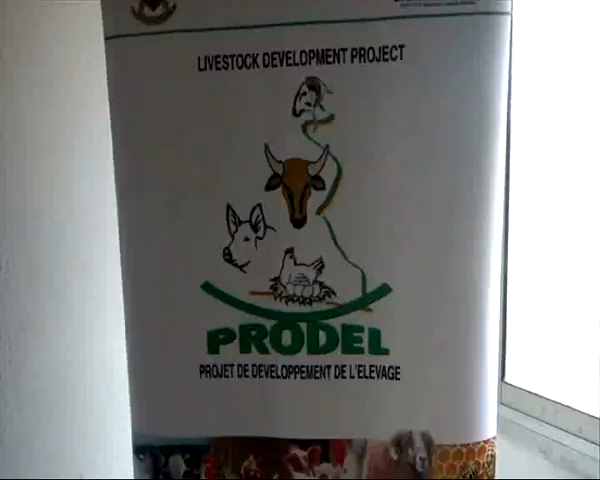 LIVESTOCK DEVELOPMENT PROJECT
PRODEL
PROJET DE DEVELOPPEMENT DE L'ELEVAGE